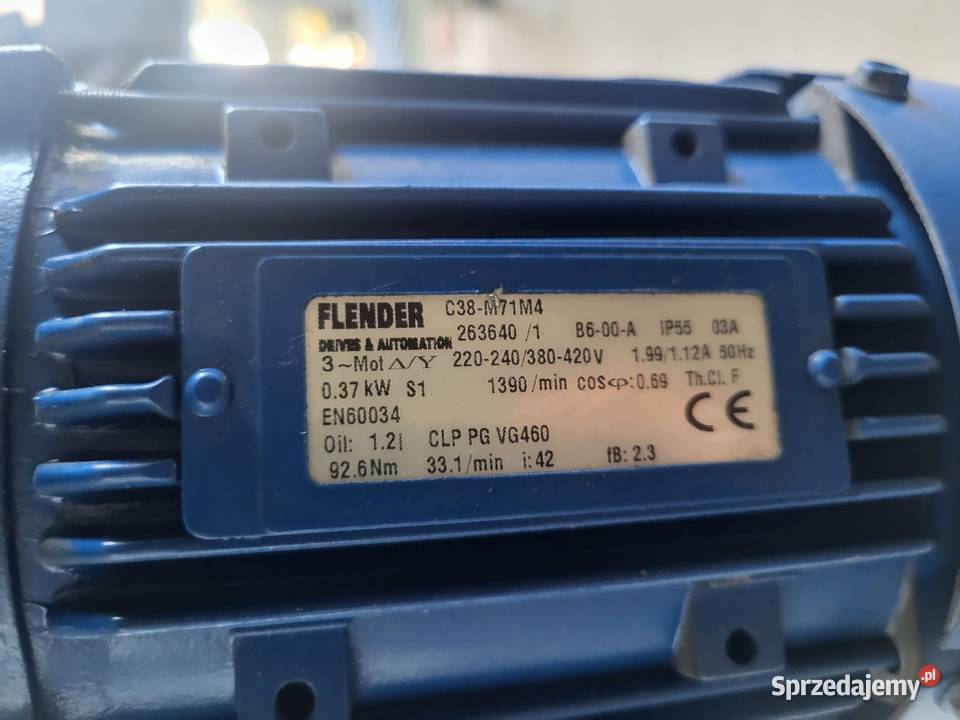 FLENDER C38-M71M4
DRIVES & AUTOMATION 263640 /1 B6-00-A IP55 03A
3~Mot Δ/Y 220-240/380-420V 1.99/1.12A 50Hz
0.37kW S1 1390/min cosφ:0.69 Th.Cl. F
EN60034
CE
Oil: 1.2l CLP PG VG460
92.6Nm 33.1/min i:42 fB: 2.3
Sprzedajemy.pl